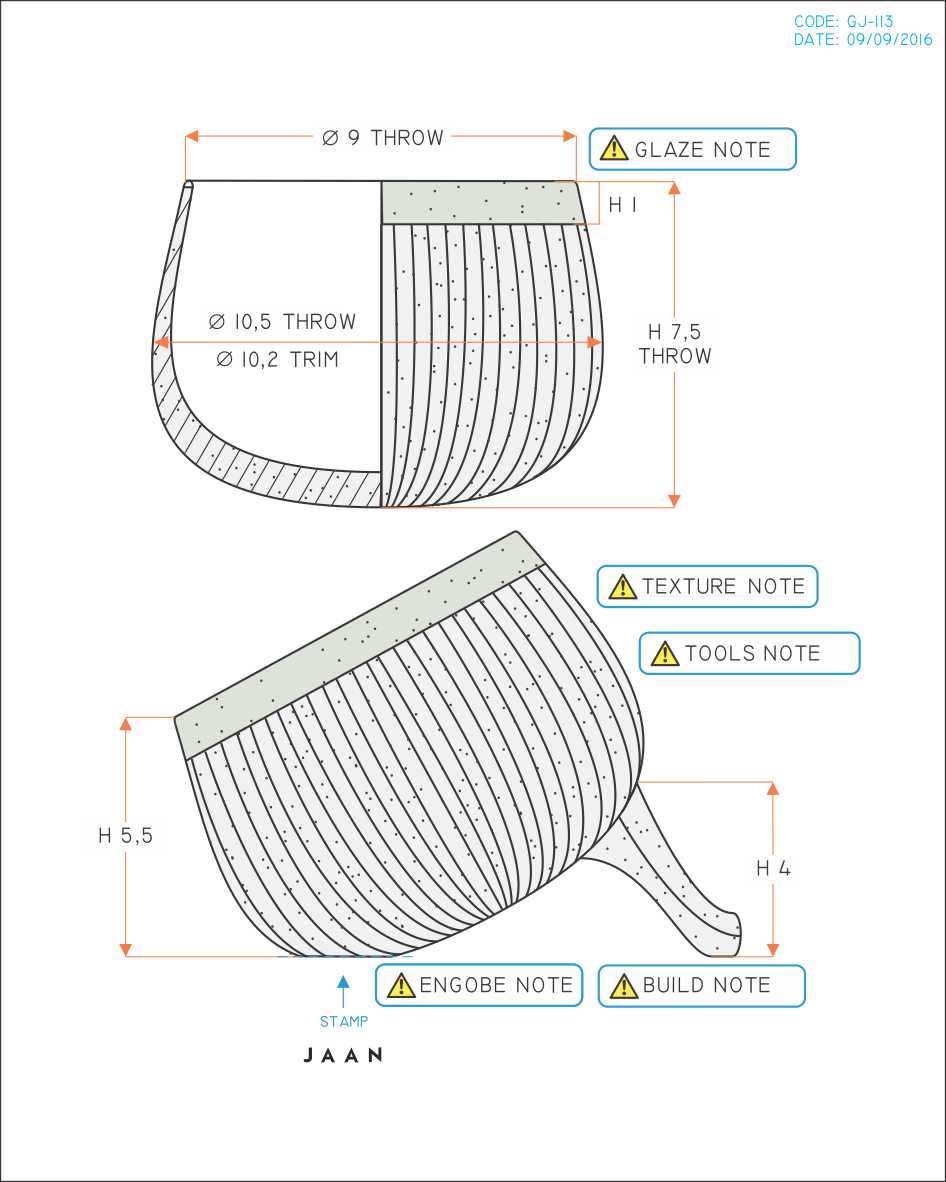 CODE: GJ-113
DATE: 09/09/2016
Ø 9 THROW
GLAZE NOTE
H 1
Ø 10,5 THROW
Ø 10,2 TRIM
H 7,5
THROW
TEXTURE NOTE
TOOLS NOTE
H 5,5
H 4
ENGOBE NOTE
BUILD NOTE
STAMP
JAAN